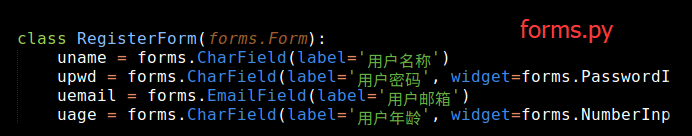 forms.py
class RegisterForm(forms.Form):
uname = forms.CharField(label='用户名称')
upwd = forms.CharField(label='用户密码', widget=forms.PasswordI
uemail = forms.EmailField(label='用户邮箱')
uage = forms.CharField(label='用户年龄', widget=forms.NumberInp